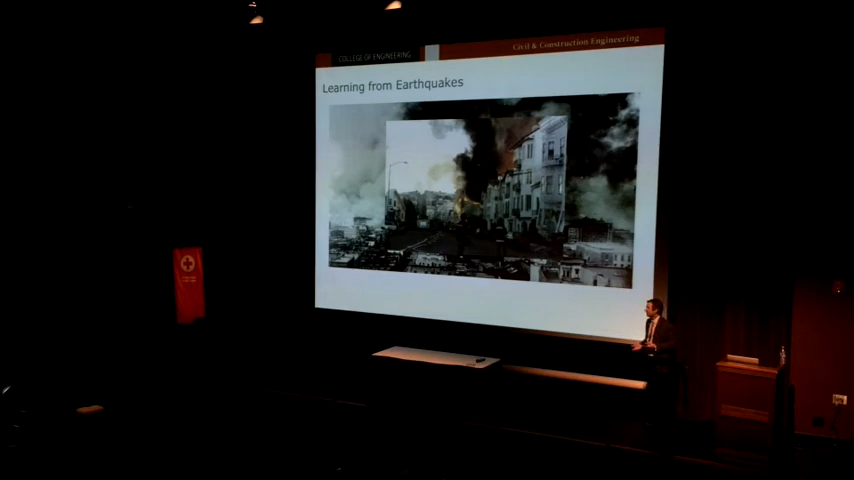 COLLEGE OF ENGINEERING
Civil & Construction Engineering
Learning from Earthquakes